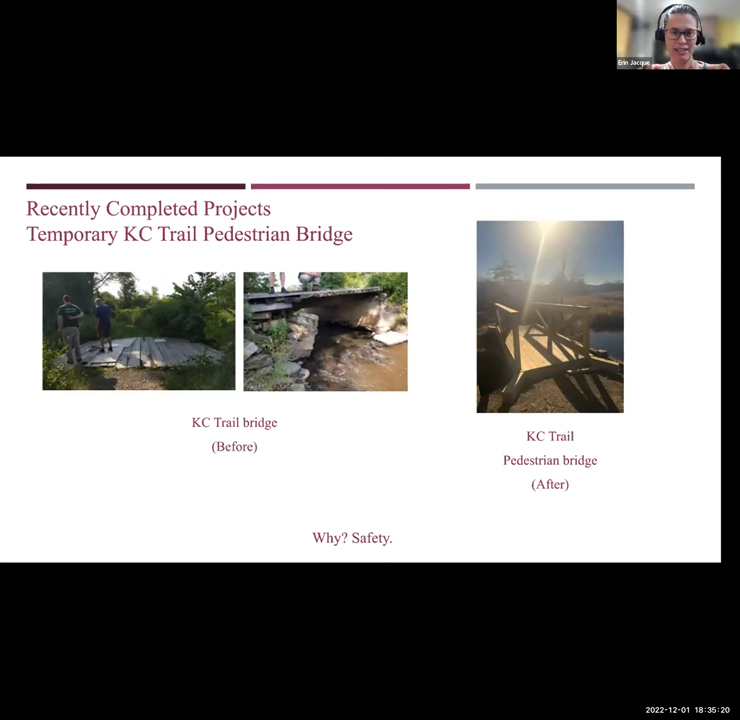 Erin Jacque
Recently Completed Projects
Temporary KC Trail Pedestrian Bridge
KC Trail bridge
(Before)
KC Trail
Pedestrian bridge
(After)
Why? Safety.
2022-12-01 18:35:20